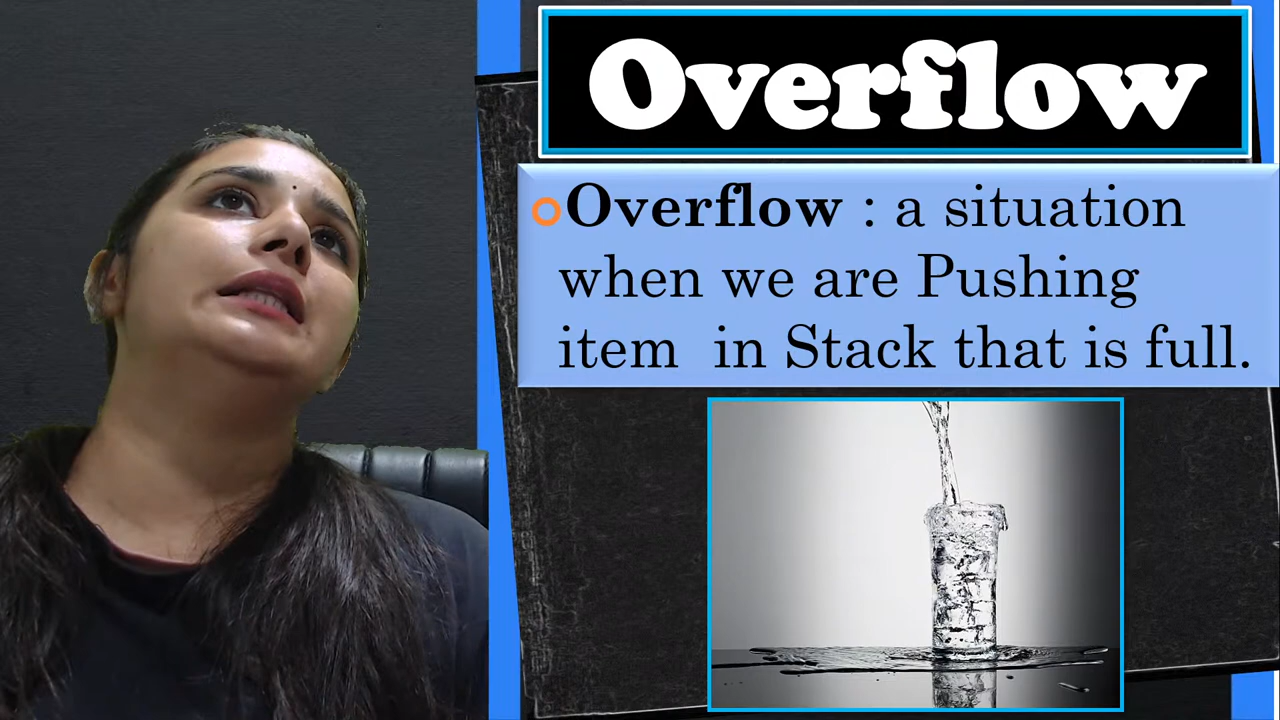 Overflow
Overflow : a situation
when we are Pushing
item in Stack that is full.